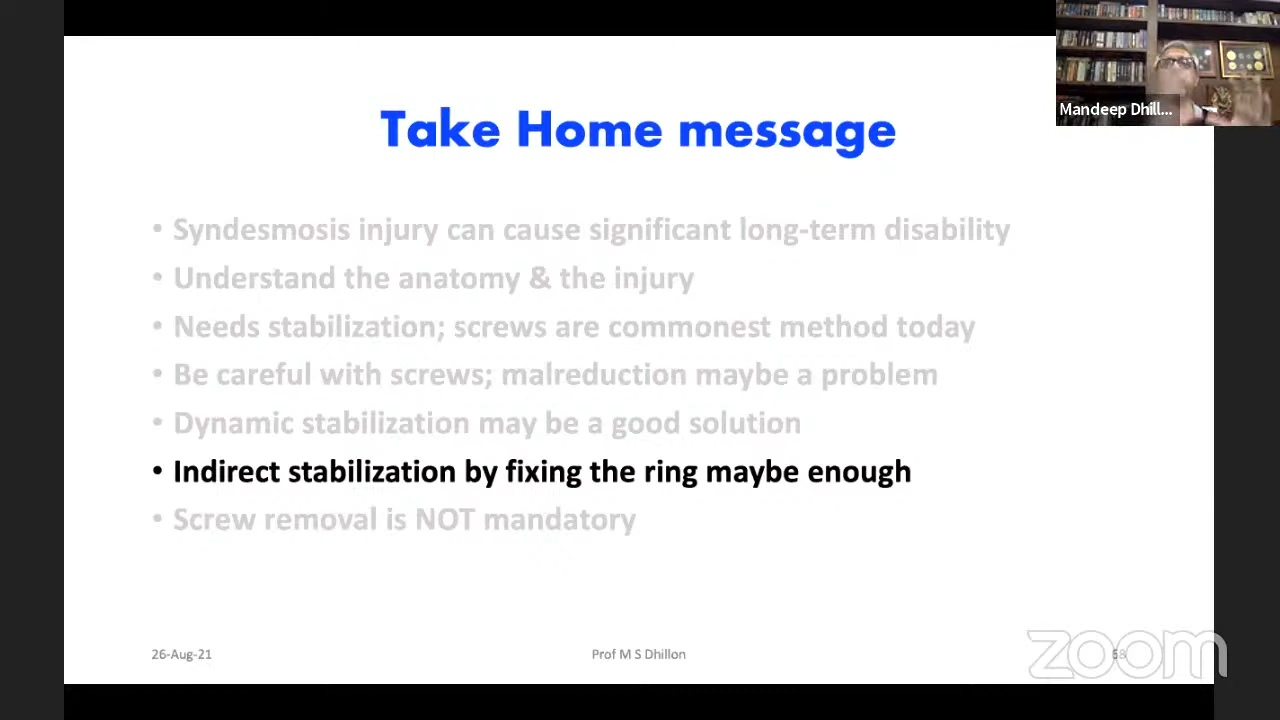 Mandeep Dhill...
Take Home message
• Syndesmosis injury can cause significant long-term disability
• Understand the anatomy & the injury
• Needs stabilization; screws are commonest method today
• Be careful with screws; malreduction maybe a problem
• Dynamic stabilization may be a good solution
• Indirect stabilization by fixing the ring maybe enough
• Screw removal is NOT mandatory
26-Aug-21
Prof M S Dhillon
zoom